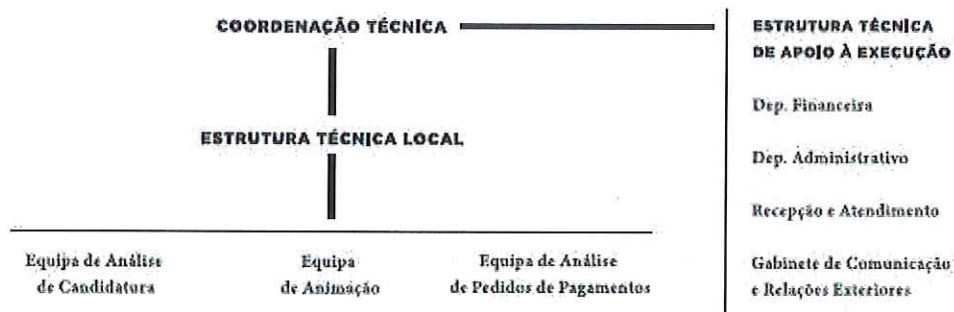 COORDENAÇÃO TÉCNICA
ESTRUTURA TÉCNICA LOCAL
Equipa de Análise
de Candidatura
Equipa
de Animação
Equipa de Análise
de Pedidos de Pagamentos
ESTRUTURA TÉCNICA
DE APOIO À EXECUÇÃO
Dep. Financeira
Dep. Administrativo
Recepção e Atendimento
Gabinete de Comunicação
e Relações Exteriores